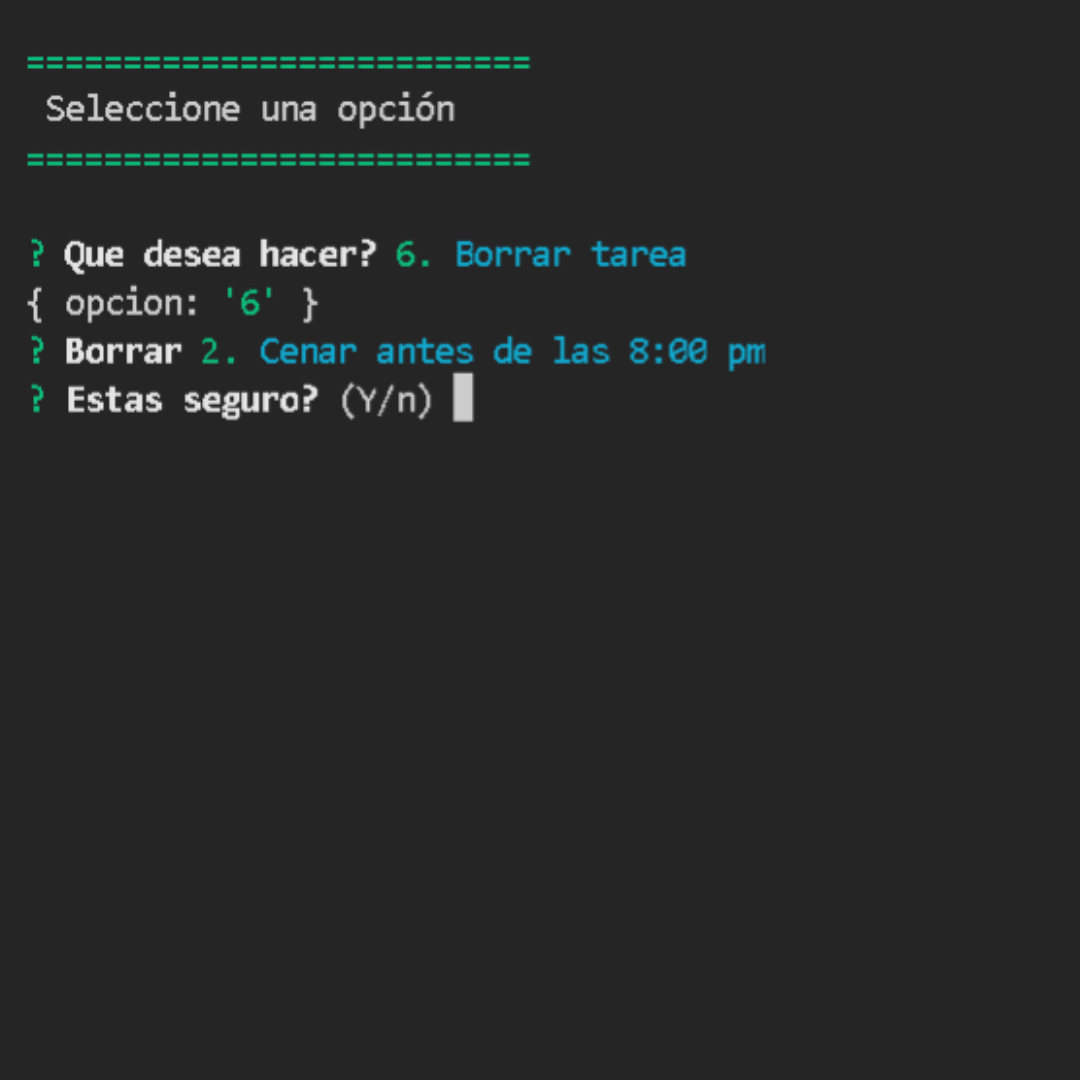 ==========================
Seleccione una opción
==========================
? Que desea hacer? 6. Borrar tarea
{ opcion: '6' }
? Borrar 2. Cenar antes de las 8:00 pm
? Estas seguro? (Y/n)